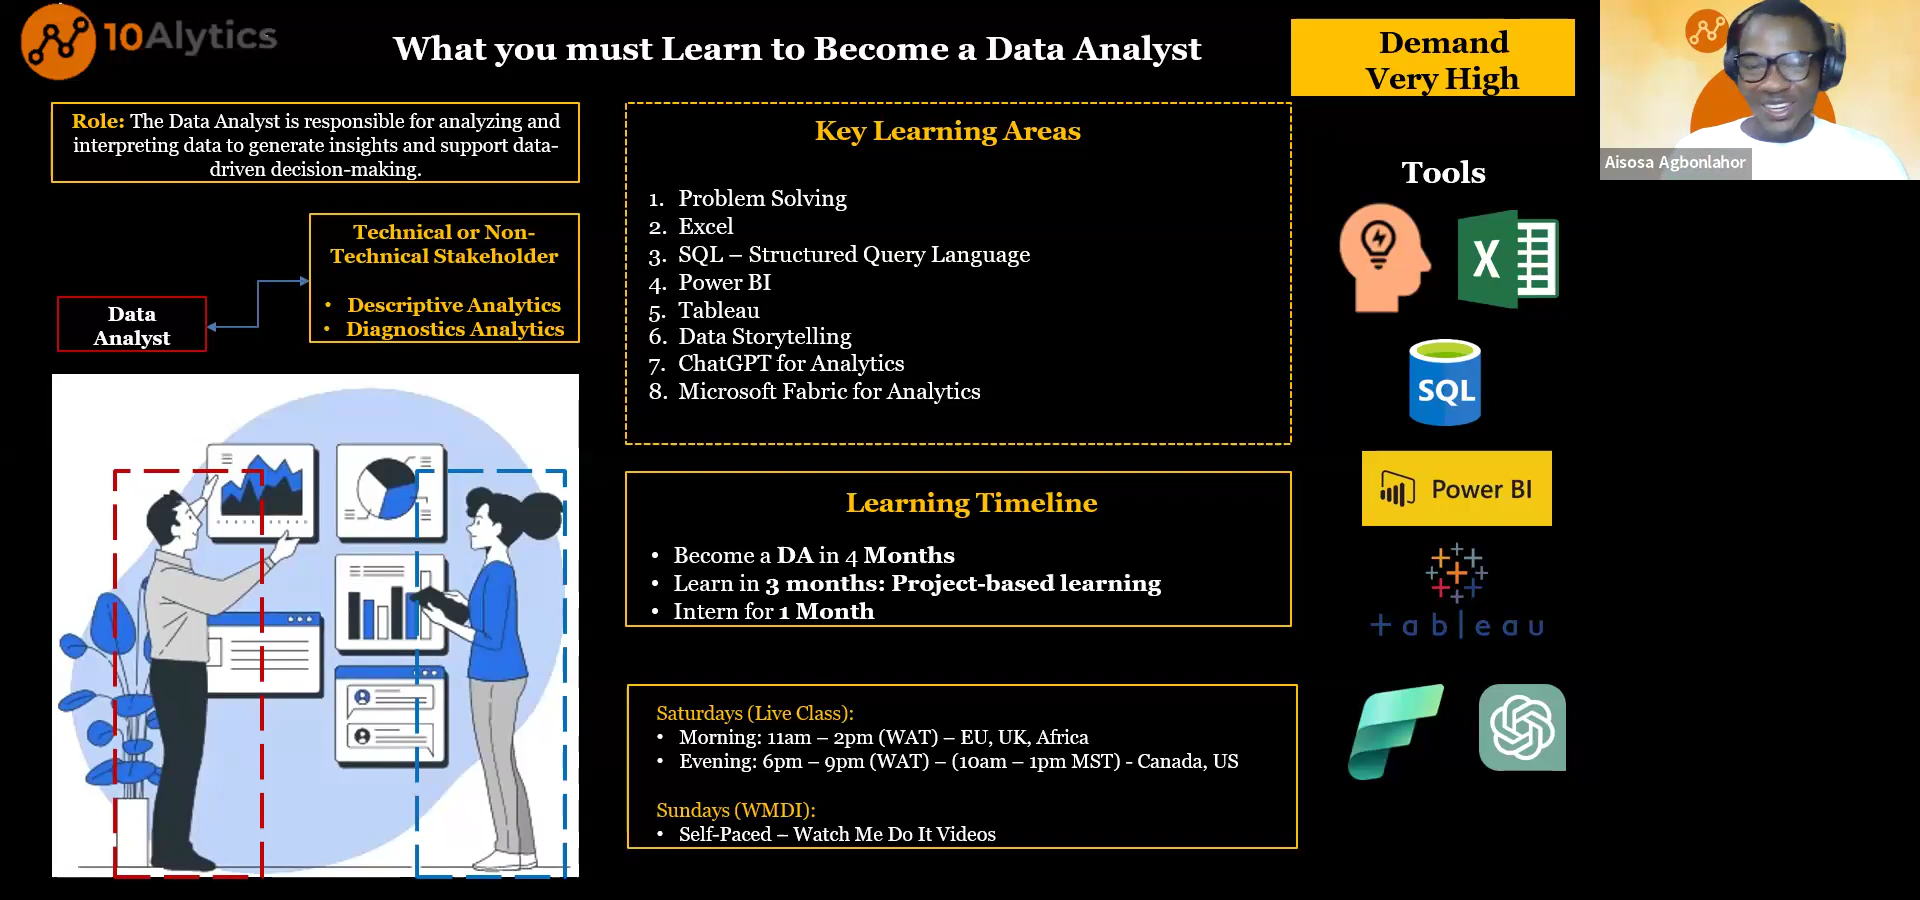 10Alytics
What you must Learn to Become a Data Analyst
Demand
Very High
Aisosa Agbonlahor
Role: The Data Analyst is responsible for analyzing and
interpreting data to generate insights and support data-
driven decision-making.
Technical or Non-
Technical Stakeholder
• Descriptive Analytics
• Diagnostics Analytics
Data
Analyst
Key Learning Areas
1. Problem Solving
2. Excel
3. SQL – Structured Query Language
4. Power BI
5. Tableau
6. Data Storytelling
7. ChatGPT for Analytics
8. Microsoft Fabric for Analytics
Learning Timeline
• Become a DA in 4 Months
• Learn in 3 months: Project-based learning
• Intern for 1 Month
Saturdays (Live Class):
• Morning: 11am – 2pm (WAT) – EU, UK, Africa
• Evening: 6pm – 9pm (WAT) – (10am – 1pm MST) - Canada, US
Sundays (WMDI):
• Self-Paced – Watch Me Do It Videos
Tools
X
SQL
Power BI
+ableau